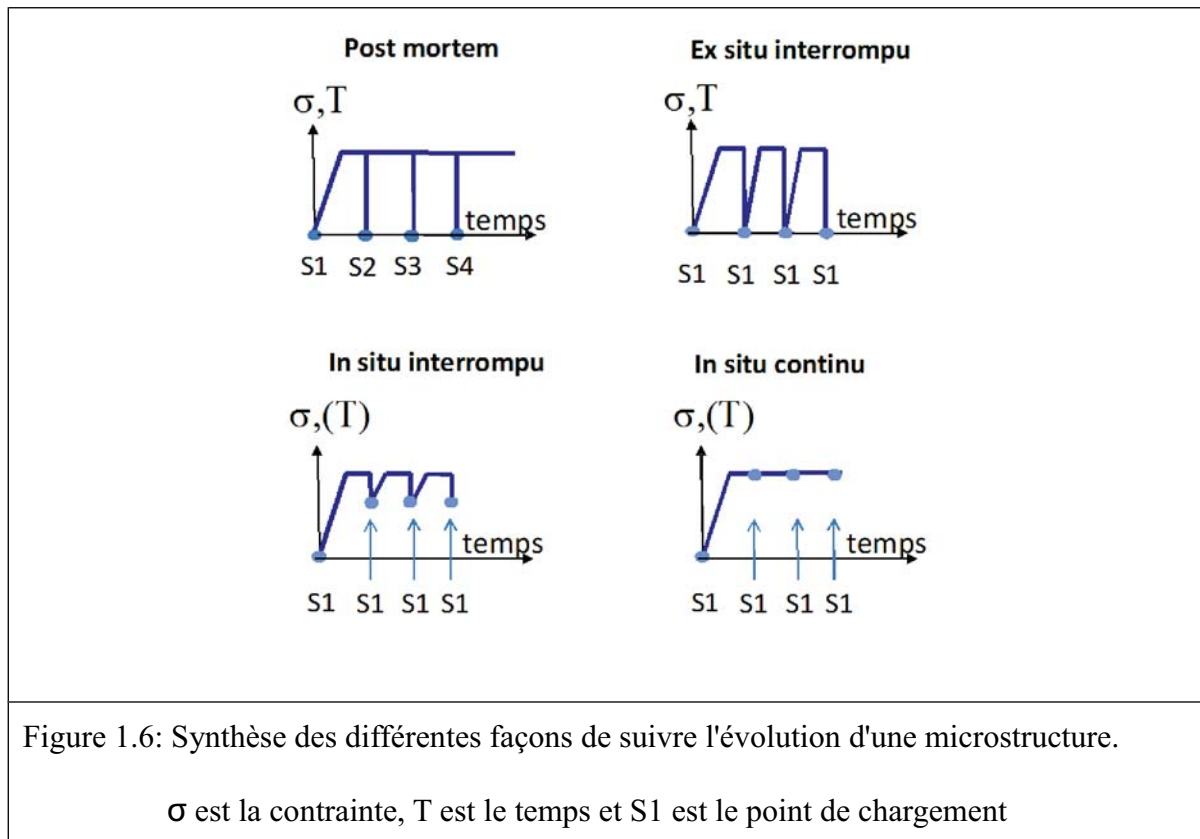 Post mortem
σ,T
temps
S1 S2 S3 S4
Ex situ interrompu
σ,T
temps
S1 S1 S1 S1
In situ interrompu
σ,(T)
temps
S1 S1 S1 S1
In situ continu
σ,(T)
temps
S1 S1 S1 S1
Figure 1.6: Synthèse des différentes façons de suivre l'évolution d'une microstructure.
σ est la contrainte, T est le temps et S1 est le point de chargement